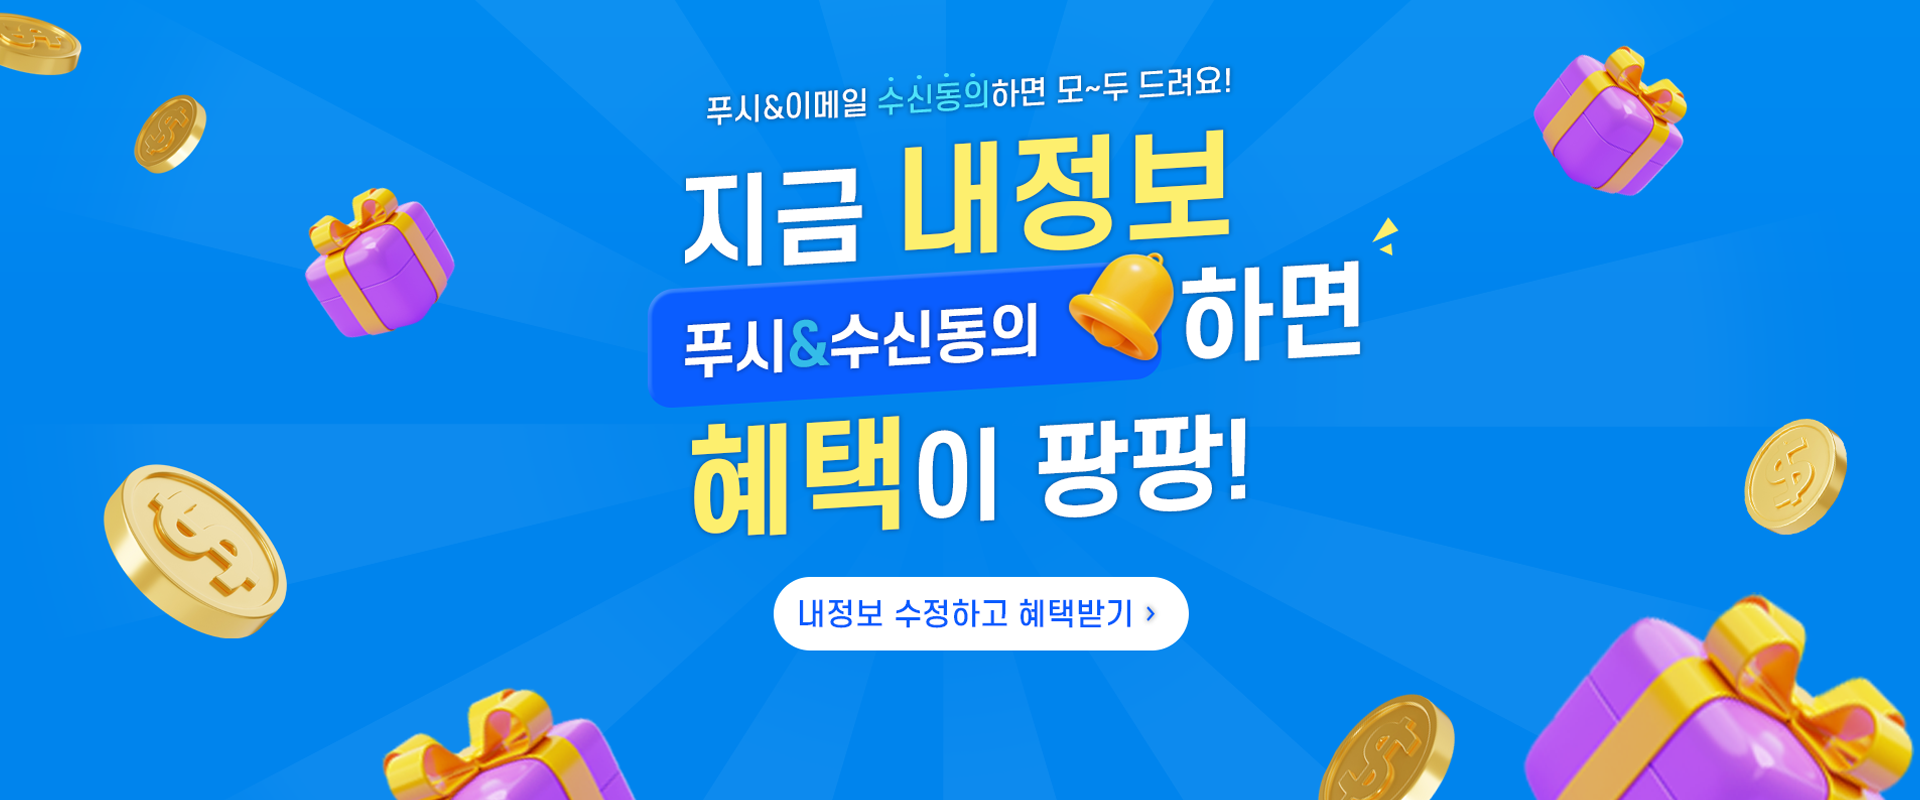 푸시&이메일 수신동의하면 모~두 드려요!
지금 내정보
푸시&수신동의 하면
혜택이 팡팡!
내정보 수정하고 혜택받기 >